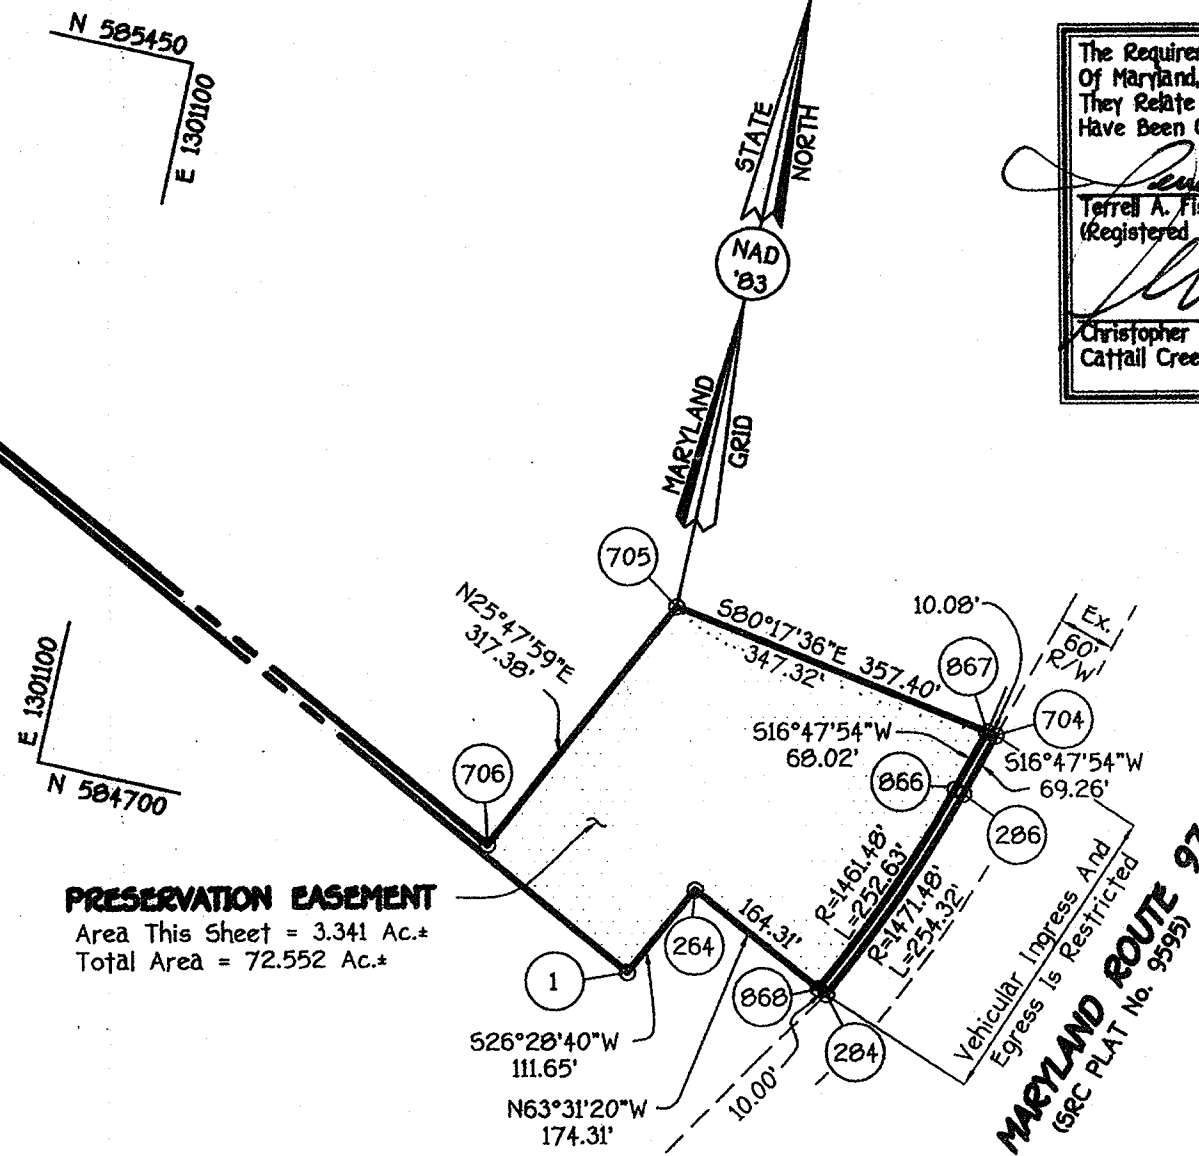 N 585450
E 1301100
STATE
NORTH
NAD
'83
MARYLAND
GRID
Of Maryland,
They Relate
Have Been
Terrell A.
(Registered
Christopher
705
N25°47'59"E
317.38'
S80°17'36"E 357.40'
347.32'
10.08'
Ex.
60'
R/W
867
704
S16°47'54"W
68.02'
S16°47'54"W
69.26'
866
286
E 1301100
N 584700
706
PRESERVATION EASEMENT
Area This Sheet = 3.341 Ac.±
Total Area = 72.552 Ac.±
R=1461.48'
L=252.63'
R=1471.48'
L=254.32'
164.31'
264
1
868
284
S26°28'40"W
111.65'
N63°31'20"W
174.31'
10.00'
Vehicular Ingress And
Egress Is Restricted
MARYLAND ROUTE 97
(SRC PLAT No. 9595)